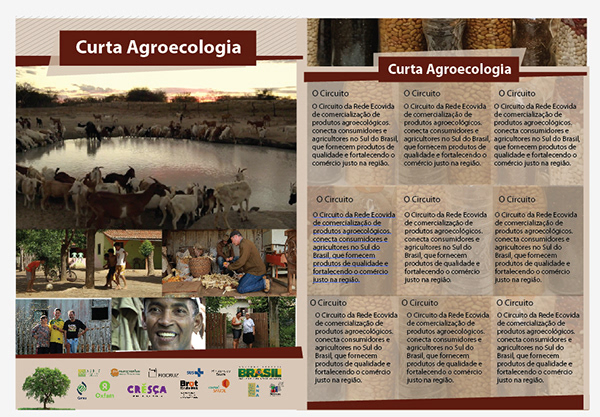 Curta Agroecologia
FIOCRUZ
SUS
BRASIL
Oxfam
CRESÇA
Brot
Curta Agroecologia
O Circuito
O Circuito da Rede Ecovida
de comercialização de
produtos agroecológicos.
conecta consumidores e
agricultores no Sul do Brasil,
que fornecem produtos de
qualidade e fortalecendo o
comércio justo na região.
O Circuito
O Circuito da Rede Ecovida
de comercialização de
produtos agroecológicos.
conecta consumidores e
agricultores no Sul do Brasil,
que fornecem produtos de
qualidade e fortalecendo o
comércio justo na região.
O Circuito
O Circuito da Rede Ecovida
de comercialização de
produtos agroecológicos.
conecta consumidores e
agricultores no Sul do Brasil,
que fornecem produtos de
qualidade e fortalecendo o
comércio justo na região.
O Circuito
O Circuito da Rede Ecovida
de comercialização de
produtos agroecológicos.
conecta consumidores e
agricultores no Sul do
Brasil, que fornecem
produtos de qualidade e
fortalecendo o comércio
justo na região.
O Circuito
O Circuito da Rede Ecovida
de comercialização de
produtos agroecológicos.
conecta consumidores e
agricultores no Sul do
Brasil, que fornecem
produtos de qualidade e
fortalecendo o comércio
justo na região.
O Circuito
O Circuito da Rede Ecovida
de comercialização de
produtos agroecológicos.
conecta consumidores e
agricultores no Sul do
Brasil, que fornecem
produtos de qualidade e
fortalecendo o comércio
justo na região.
O Circuito
O Circuito da Rede Ecovida
de comercialização de
produtos agroecológicos.
conecta consumidores e
agricultores no Sul do
Brasil, que fornecem
produtos de qualidade e
fortalecendo o comércio
justo na região.
O Circuito
O Circuito da Rede Ecovida
de comercialização de
produtos agroecológicos.
conecta consumidores e
agricultores no Sul do
Brasil, que fornecem
produtos de qualidade e
fortalecendo o comércio
justo na região.
O Circuito
O Circuito da Rede Ecovida
de comercialização de
produtos agroecológicos.
conecta consumidores e
agricultores no Sul do
Brasil, que fornecem
produtos de qualidade e
fortalecendo o comércio
justo na região.